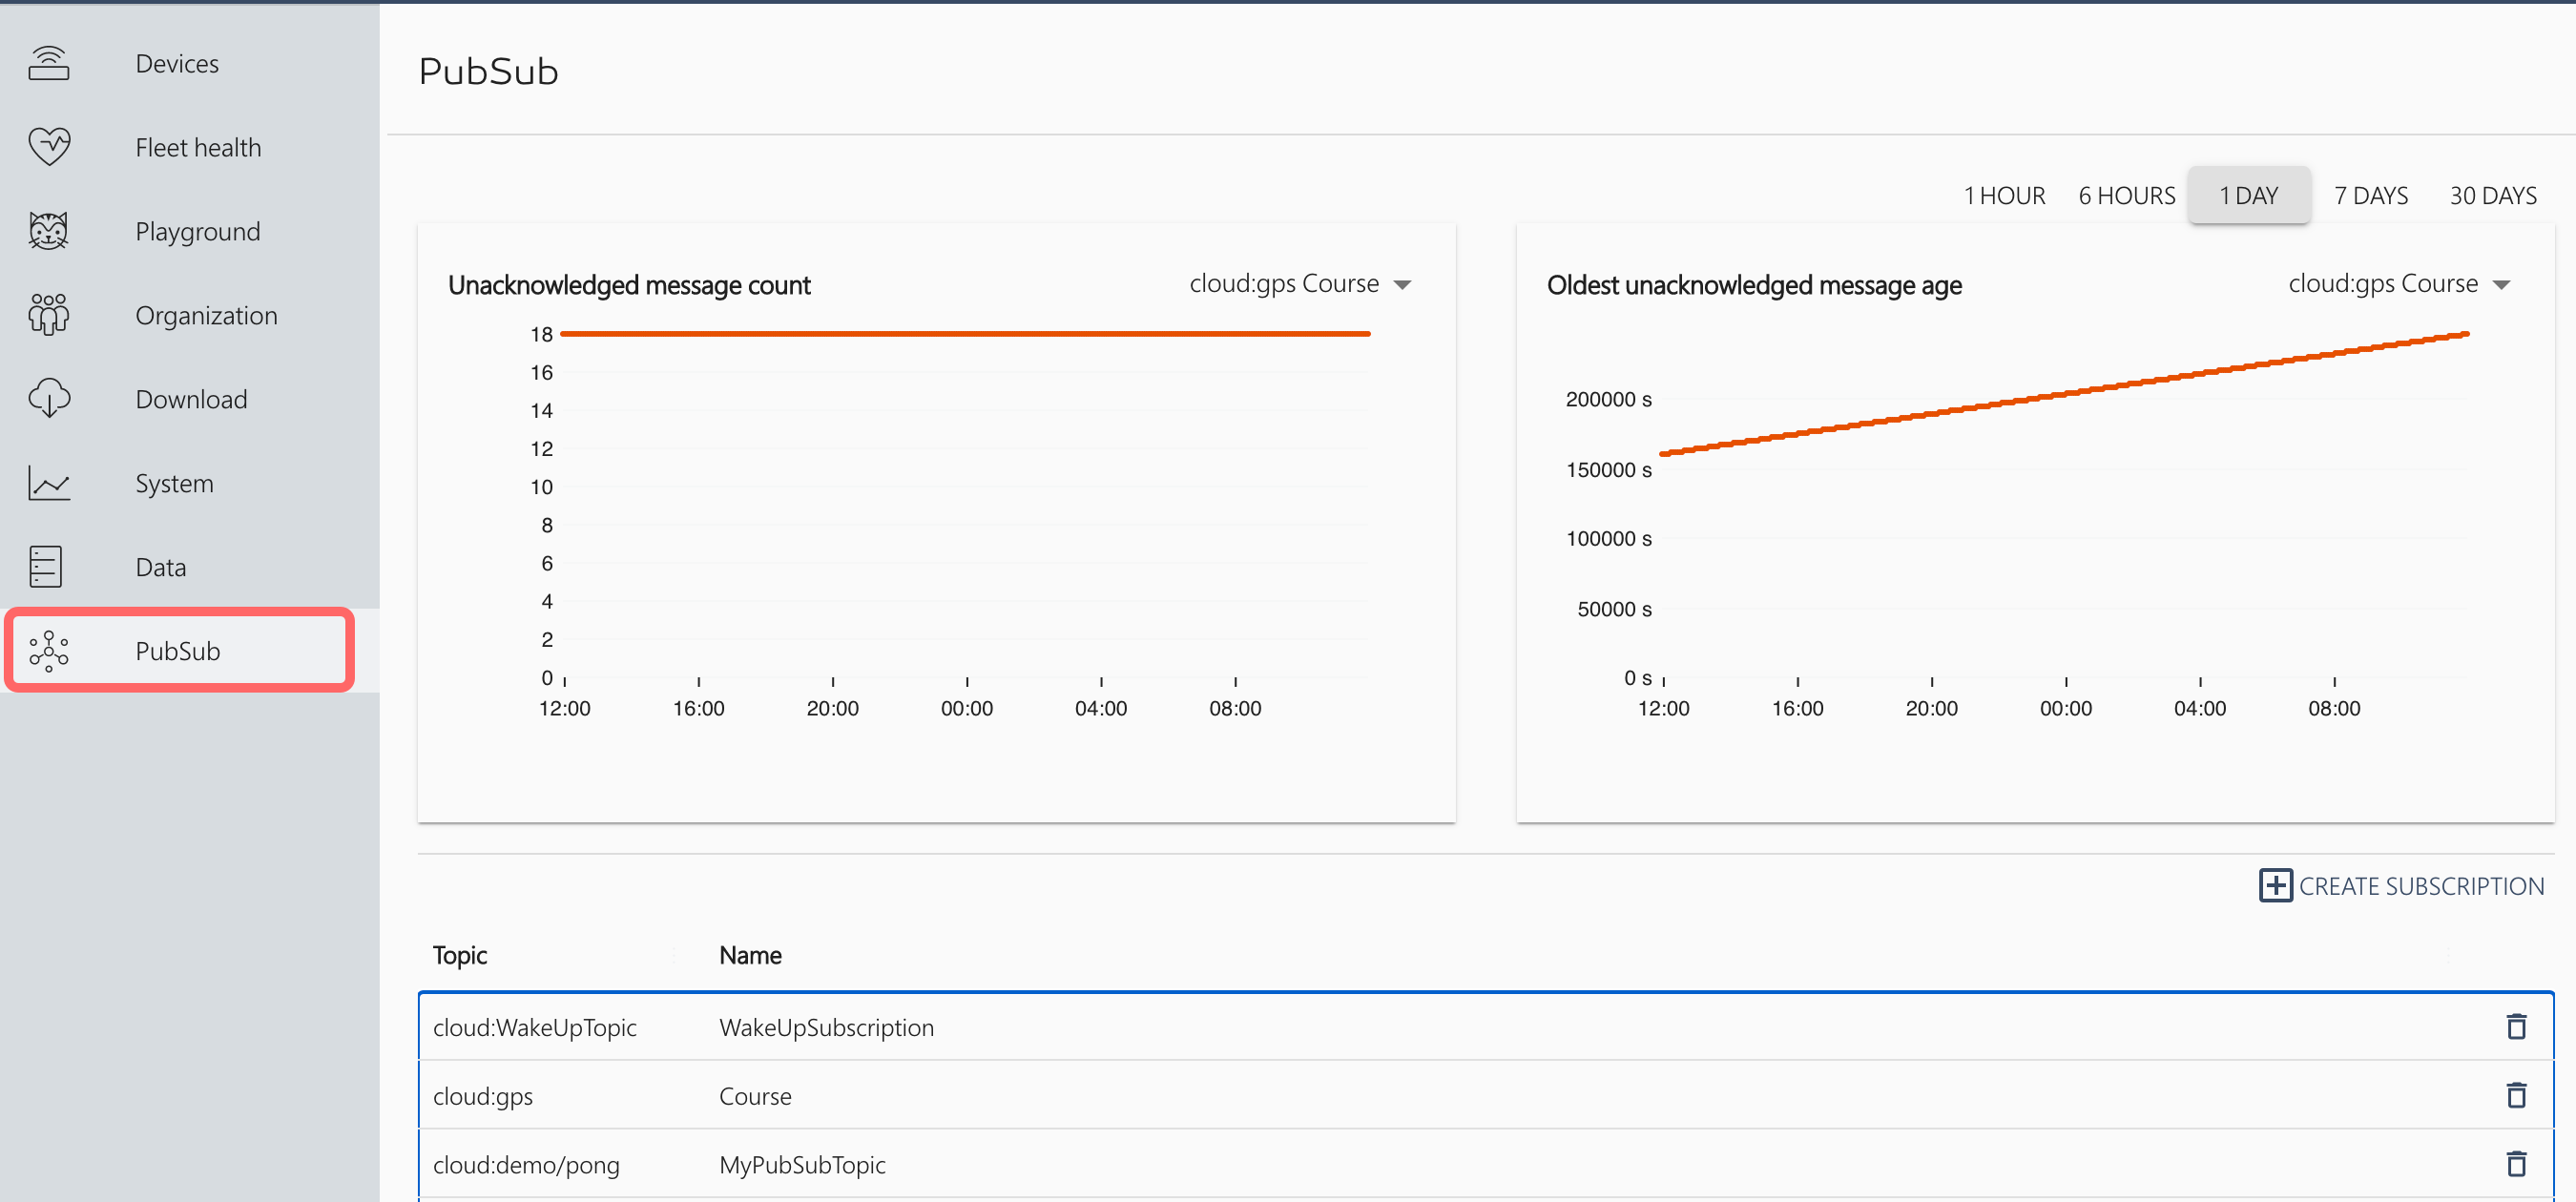 Devices
Fleet health
Playground
Organization
Download
System
Data
PubSub
PubSub
1 HOUR 6 HOURS 1 DAY 7 DAYS 30 DAYS
Unacknowledged message count cloud:gps Course
18
16
14
12
10
8
6
4
2
0
12:00 16:00 20:00 00:00 04:00 08:00
Oldest unacknowledged message age cloud:gps Course
200000 s
150000 s
100000 s
50000 s
0 s
12:00 16:00 20:00 00:00 04:00 08:00
CREATE SUBSCRIPTION
Topic Name
cloud:WakeUpTopic WakeUpSubscription
cloud:gps Course
cloud:demo/pong MyPubSubTopic